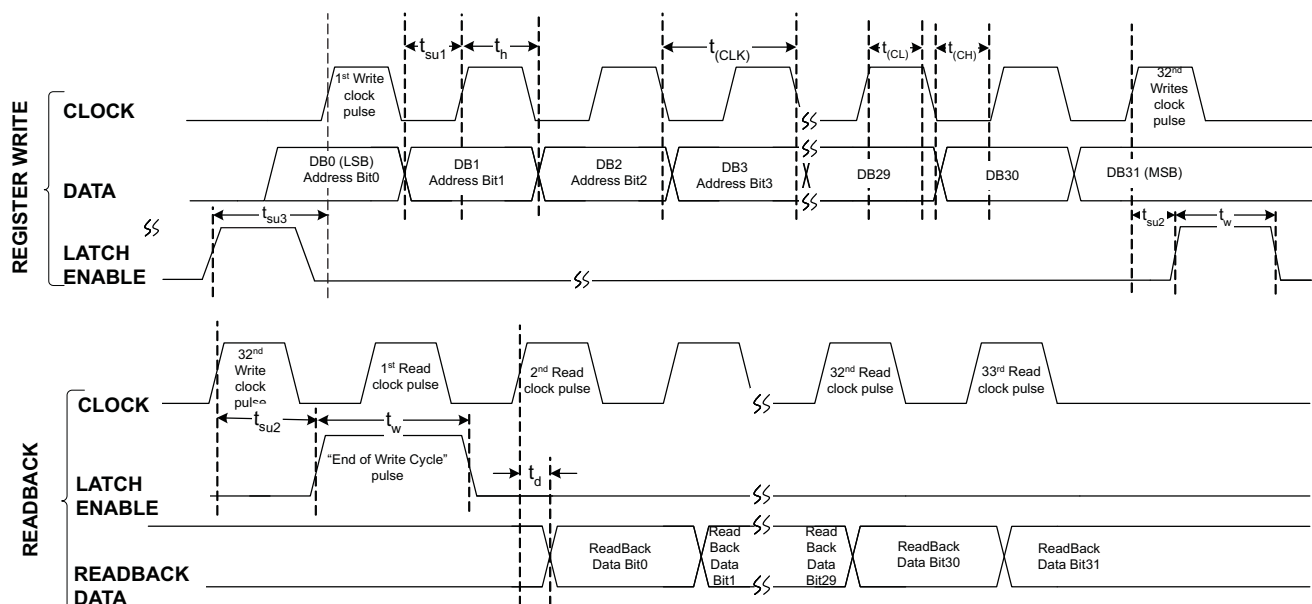 REGISTER WRITE
CLOCK
DATA
LATCH
ENABLE
tsu1
th
t(CLK)
t(CL)
t(CH)
1st Write
clock
pulse
32nd
Writes
clock
pulse
DB0 (LSB)
Address Bit0
DB1
Address Bit1
DB2
Address Bit2
DB3
Address Bit3
DB29
DB30
DB31 (MSB)
tsu3
tsu2
tw
READBACK
CLOCK
LATCH
ENABLE
READBACK
DATA
32nd
Write
clock
pulse
1st Read
clock pulse
2nd Read
clock pulse
32nd Read
clock pulse
33rd Read
clock pulse
tsu2
tw
"End of Write Cycle"
pulse
td
ReadBack
Data Bit0
Read
Back
Data
Bit1
Read
Back
Data
Bit29
ReadBack
Data Bit30
ReadBack
Data Bit31